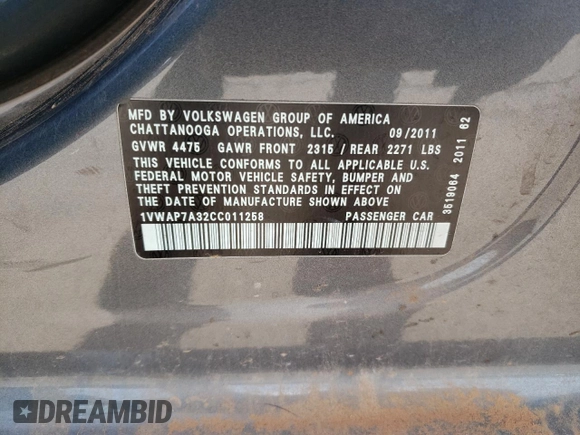 MFD BY VOLKSWAGEN GROUP OF AMERICA
CHATTANOOGA OPERATIONS, LLC. 09/2011
GVWR 4475 GAWR FRONT 2315 / REAR 2271 LBS
THIS VEHICLE CONFORMS TO ALL APPLICABLE U.S.
FEDERAL MOTOR VEHICLE SAFETY, BUMPER AND
THEFT PREVENTION STANDARDS IN EFFECT ON
THE DATE OF MANUFACTURE SHOWN ABOVE
1VWAP7A32CC011258 PASSENGER CAR
3519064 2011 62
DREAMBID